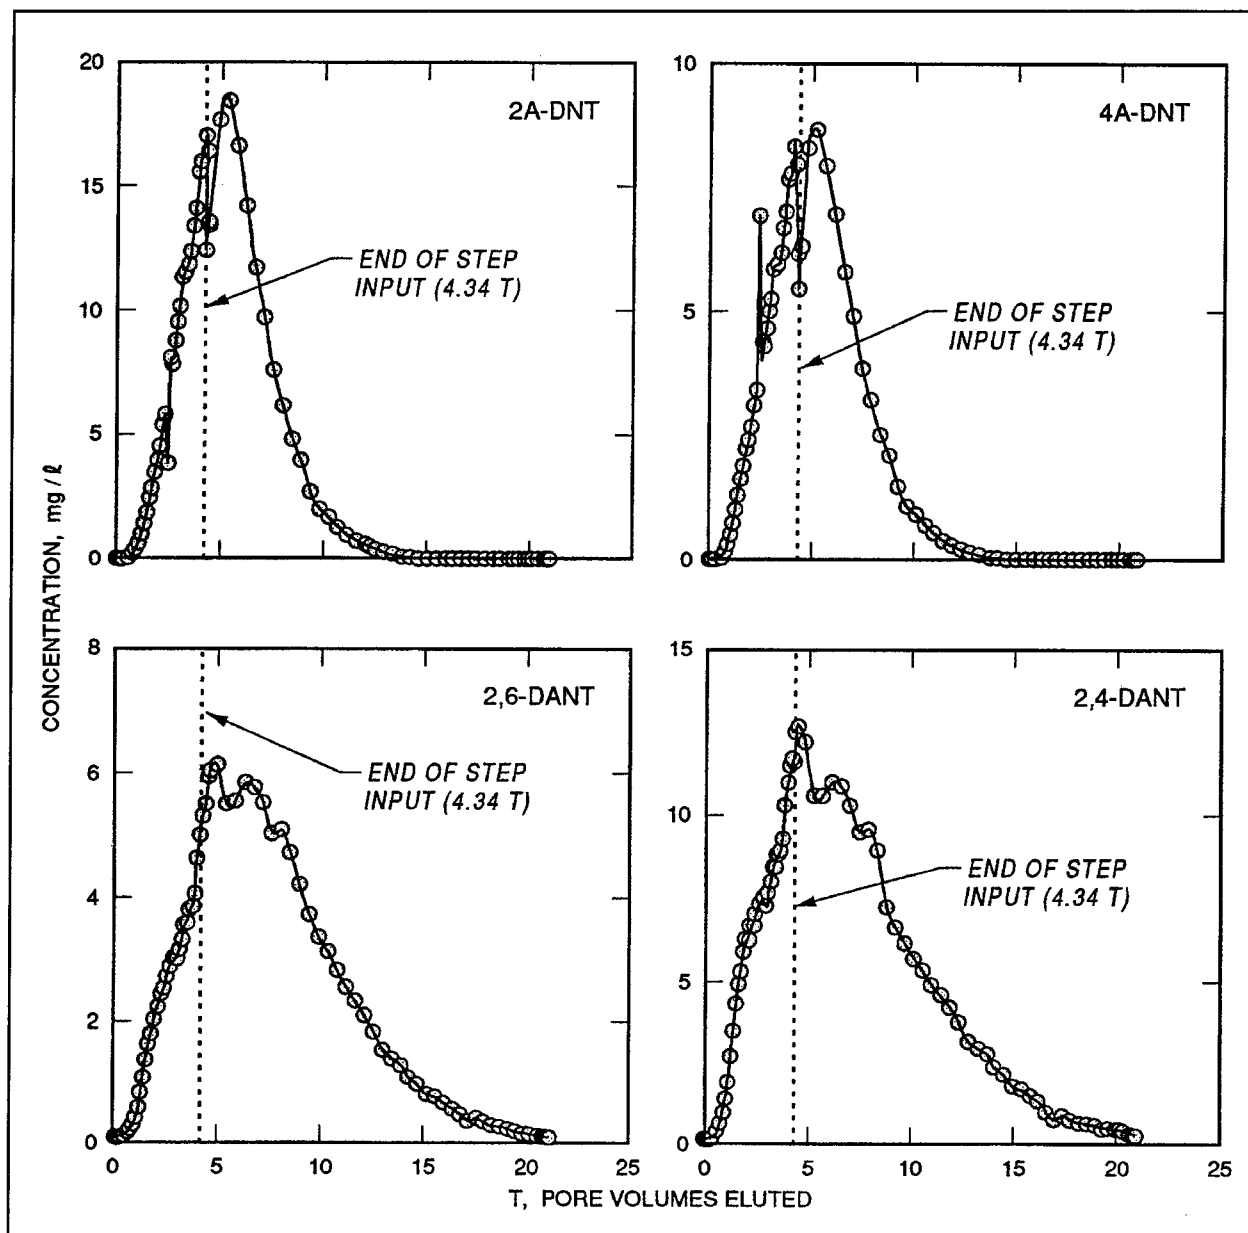 20
15
10
5
0
2A-DNT
END OF STEP
INPUT (4.34 T)
10
5
0
4A-DNT
END OF STEP
INPUT (4.34 T)
CONCENTRATION, mg / ℓ
8
6
4
2
0
2,6-DANT
END OF STEP
INPUT (4.34 T)
0 5 10 15 20 25
15
10
5
0
2,4-DANT
END OF STEP
INPUT (4.34 T)
0 5 10 15 20 25
T, PORE VOLUMES ELUTED